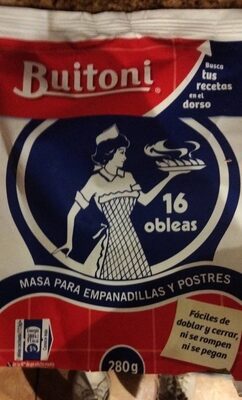 Buitoni®
Busca
tus
recetas
en el
dorso
16
obleas
MASA PARA EMPANADILLAS Y POSTRES
Fáciles de
doblar y cerrar,
ni se rompen
ni se pegan
280g